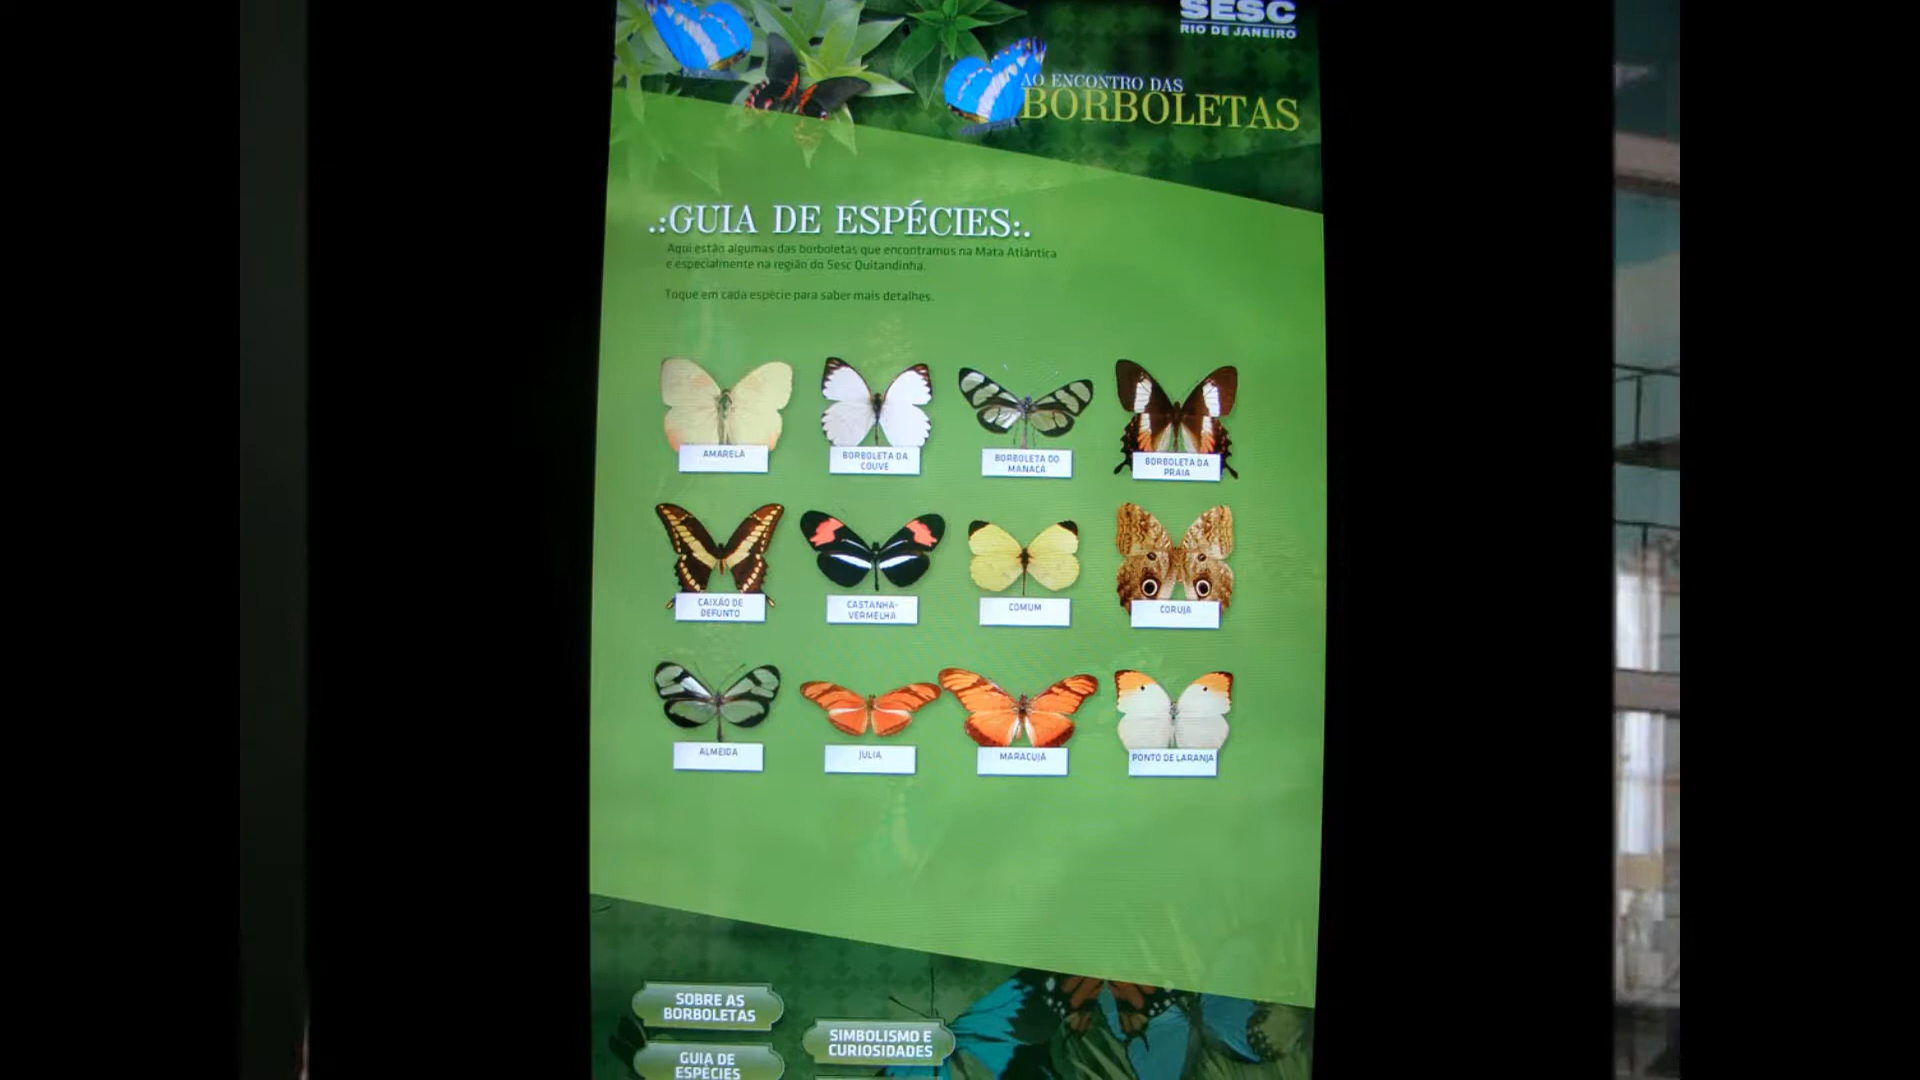 SESC
RIO DE JANEIRO
AO ENCONTRO DAS
BORBOLETAS
.:GUIA DE ESPÉCIES:.
Aqui estão algumas das borboletas que encontramos na Mata Atlântica
e especialmente na região do Sesc Quitandinha.
Toque em cada espécie para saber mais detalhes.
AMARELA
BORBOLETA DA
COUVE
BORBOLETA DO
MANACÁ
BORBOLETA DA
PRAIA
CAIXÃO DE
DEFUNTO
CASTANHA-
VERMELHA
COMUM
CORUJA
ALMEIDA
JULIA
MARACUJÁ
PONTO DE LARANJA
SOBRE AS
BORBOLETAS
SIMBOLISMO E
CURIOSIDADES
GUIA DE
ESPÉCIES